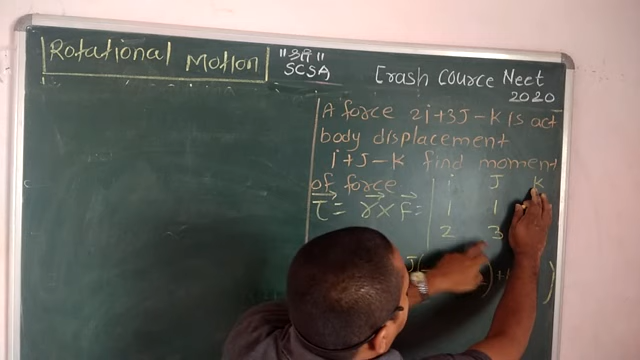 Rotational Motion
"श्री"
SCSA
Crash Cource Neet
2020
A force 2i+3J-K is act
body displacement
i+J-K find moment
of force
i J K
τ = r × F = 1 1
2 3
J(
)+